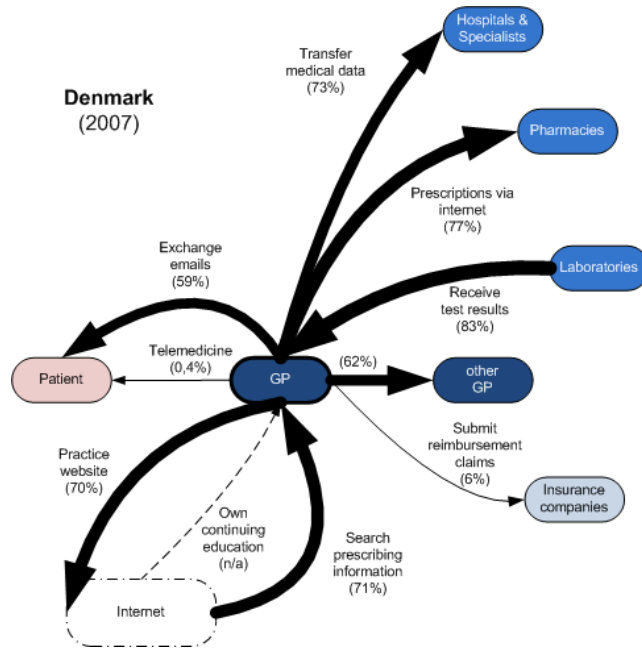 Hospitals &
Specialists
Transfer
medical data
(73%)
Denmark
(2007)
Pharmacies
Prescriptions via
internet
(77%)
Exchange
emails
(59%)
Laboratories
Receive
test results
(83%)
Telemedicine
(0,4%)
(62%)
Patient
GP
other
GP
Submit
reimbursement
claims
(6%)
Practice
website
(70%)
Insurance
companies
Own
continuing
education
(n/a)
Search
prescribing
information
(71%)
Internet